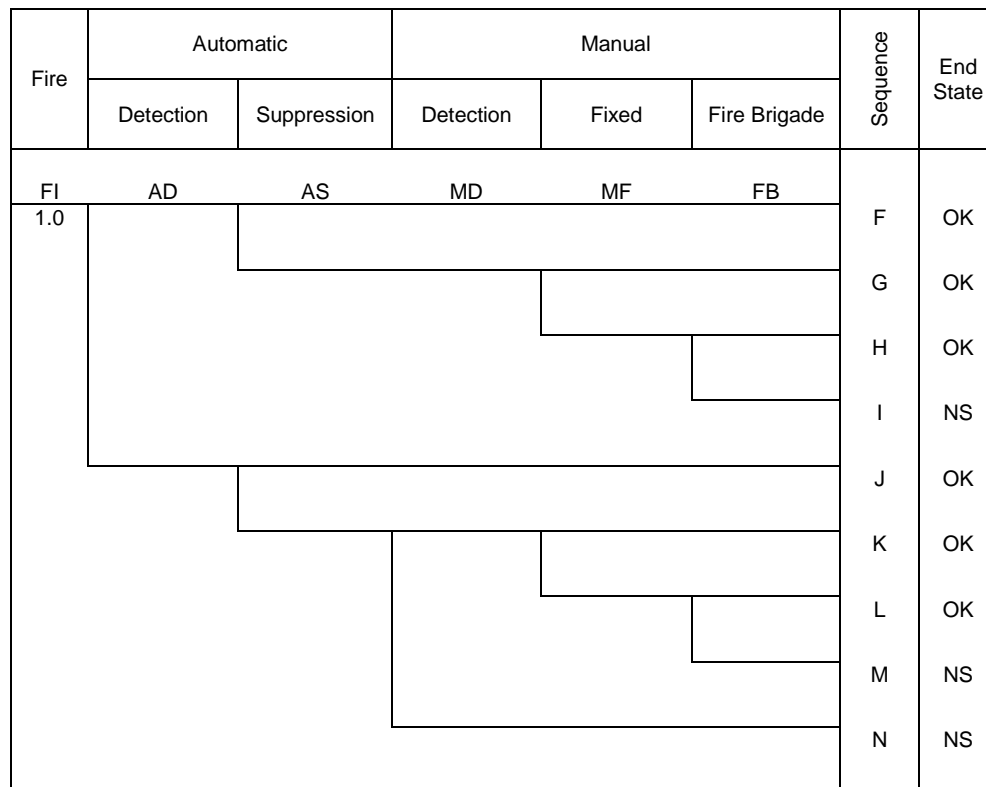 Fire
Automatic
Manual
Sequence
End
State
Detection
Suppression
Detection
Fixed
Fire Brigade
FI AD AS MD MF FB
1.0
F OK
G OK
H OK
I NS
J OK
K OK
L OK
M NS
N NS